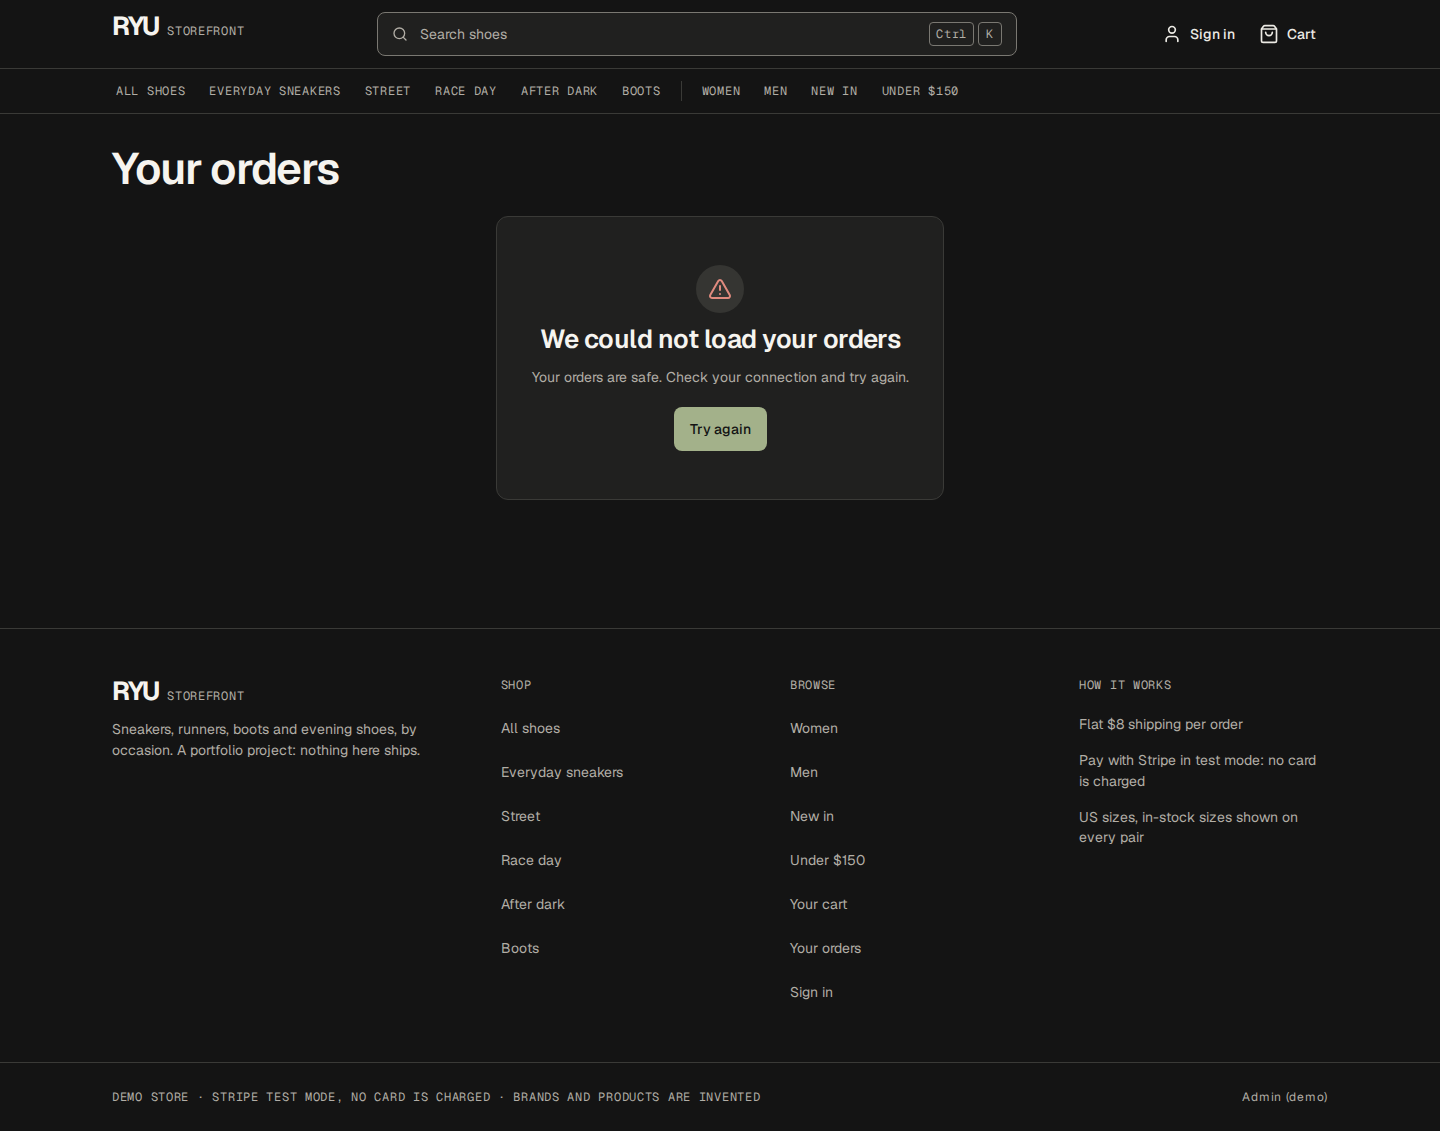 RYU STOREFRONT
Search shoes
Ctrl K
Sign in
Cart
ALL SHOES
EVERYDAY SNEAKERS
STREET
RACE DAY
AFTER DARK
BOOTS
WOMEN
MEN
NEW IN
UNDER $150
Your orders
We could not load your orders
Your orders are safe. Check your connection and try again.
Try again
RYU STOREFRONT
Sneakers, runners, boots and evening shoes, by
occasion. A portfolio project: nothing here ships.
SHOP
All shoes
Everyday sneakers
Street
Race day
After dark
Boots
BROWSE
Women
Men
New in
Under $150
Your cart
Your orders
Sign in
HOW IT WORKS
Flat $8 shipping per order
Pay with Stripe in test mode: no card
is charged
US sizes, in-stock sizes shown on
every pair
DEMO STORE · STRIPE TEST MODE, NO CARD IS CHARGED · BRANDS AND PRODUCTS ARE INVENTED
Admin (demo)